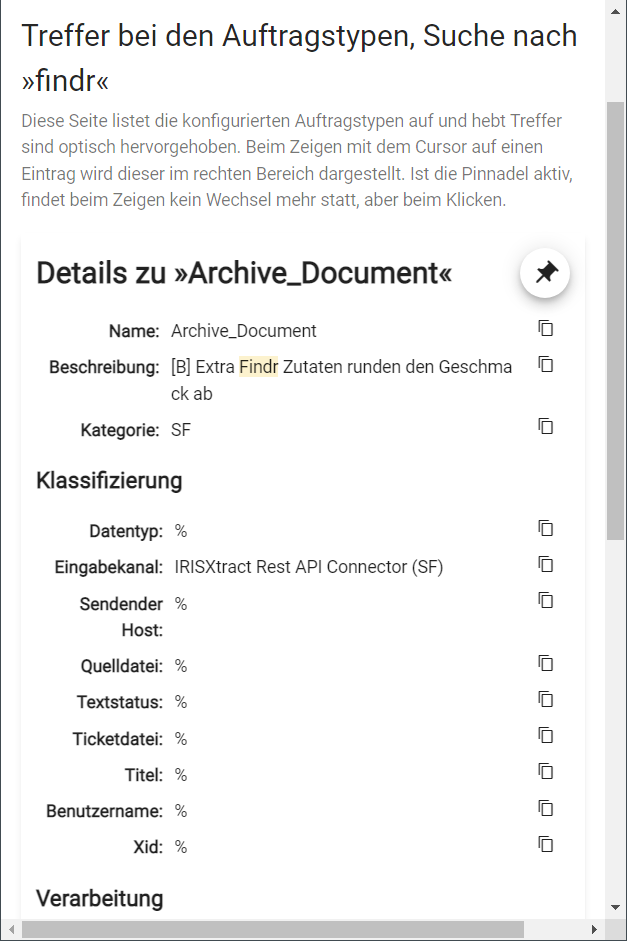 Treffer bei den Auftragstypen, Suche nach
»findr«
Diese Seite listet die konfigurierten Auftragstypen auf und hebt Treffer
sind optisch hervorgehoben. Beim Zeigen mit dem Cursor auf einen
Eintrag wird dieser im rechten Bereich dargestellt. Ist die Pinnadel aktiv,
findet beim Zeigen kein Wechsel mehr statt, aber beim Klicken.
Details zu »Archive_Document«
Name: Archive_Document
Beschreibung: [B] Extra Findr Zutaten runden den Geschma
ck ab
Kategorie: SF
Klassifizierung
Datentyp: %
Eingabekanal: IRISXtract Rest API Connector (SF)
Sendender %
Host:
Quelldatei: %
Textstatus: %
Ticketdatei: %
Titel: %
Benutzername: %
Xid: %
Verarbeitung